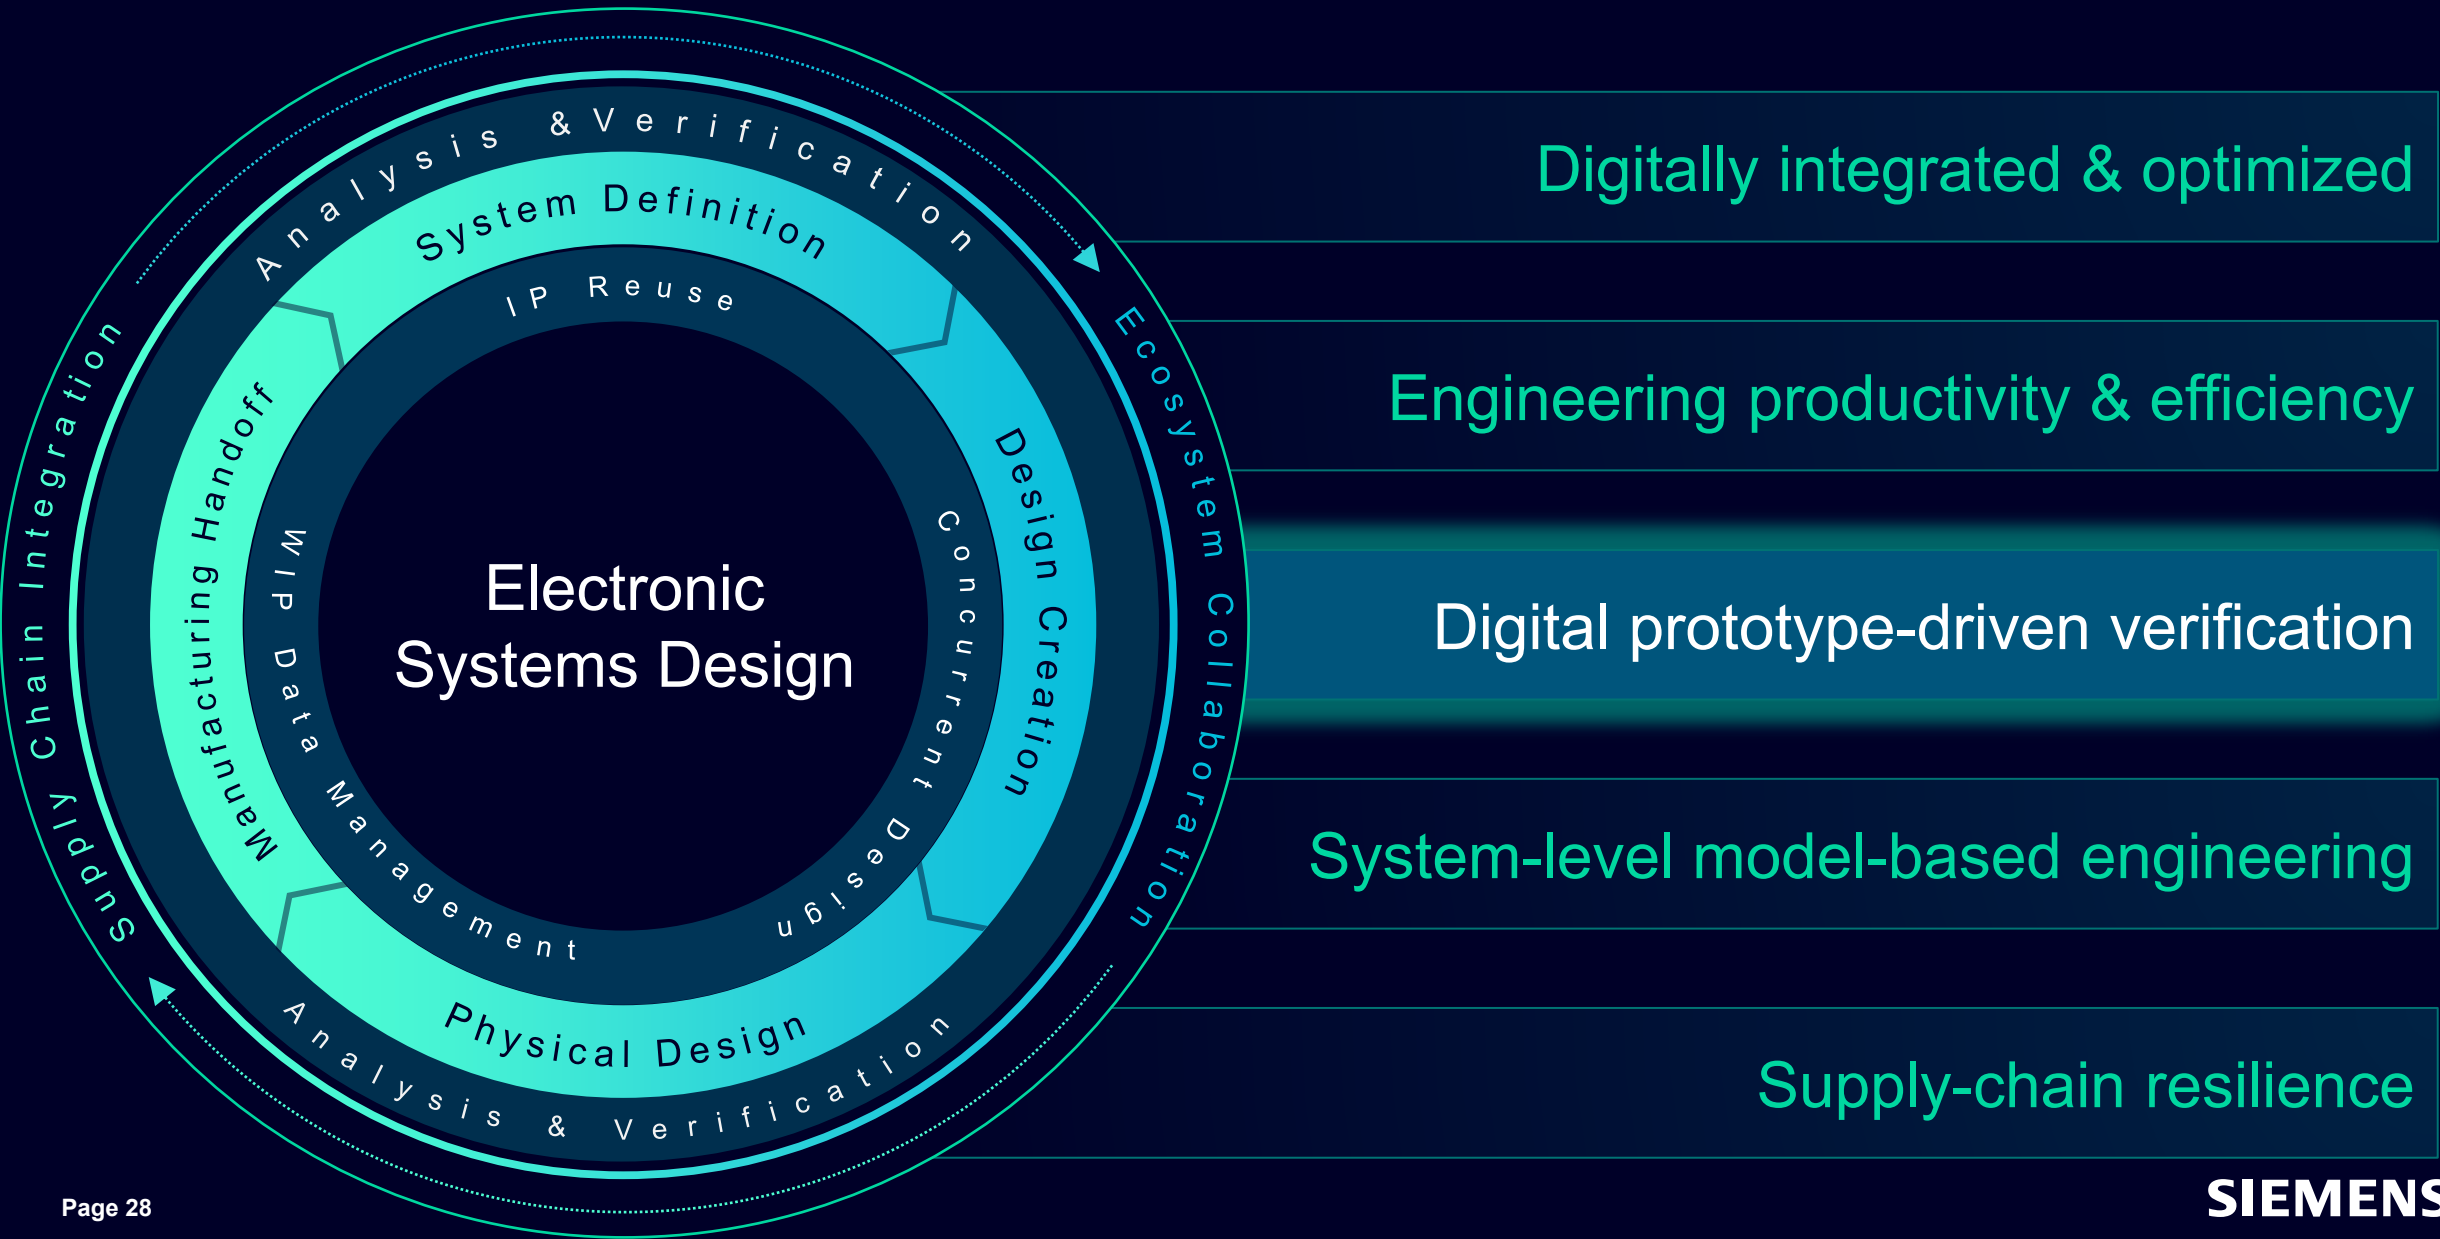 Analysis & Verification
System Definition
IP Reuse
Supply Chain Integration
Manufacturing Handoff
WIP Data Management
Electronic
Systems Design
Concurrent Design
Design Creation
Ecosystem Collaboration
Physical Design
Analysis & Verification
Digitally integrated & optimized
Engineering productivity & efficiency
Digital prototype-driven verification
System-level model-based engineering
Supply-chain resilience
Page 28
SIEMENS